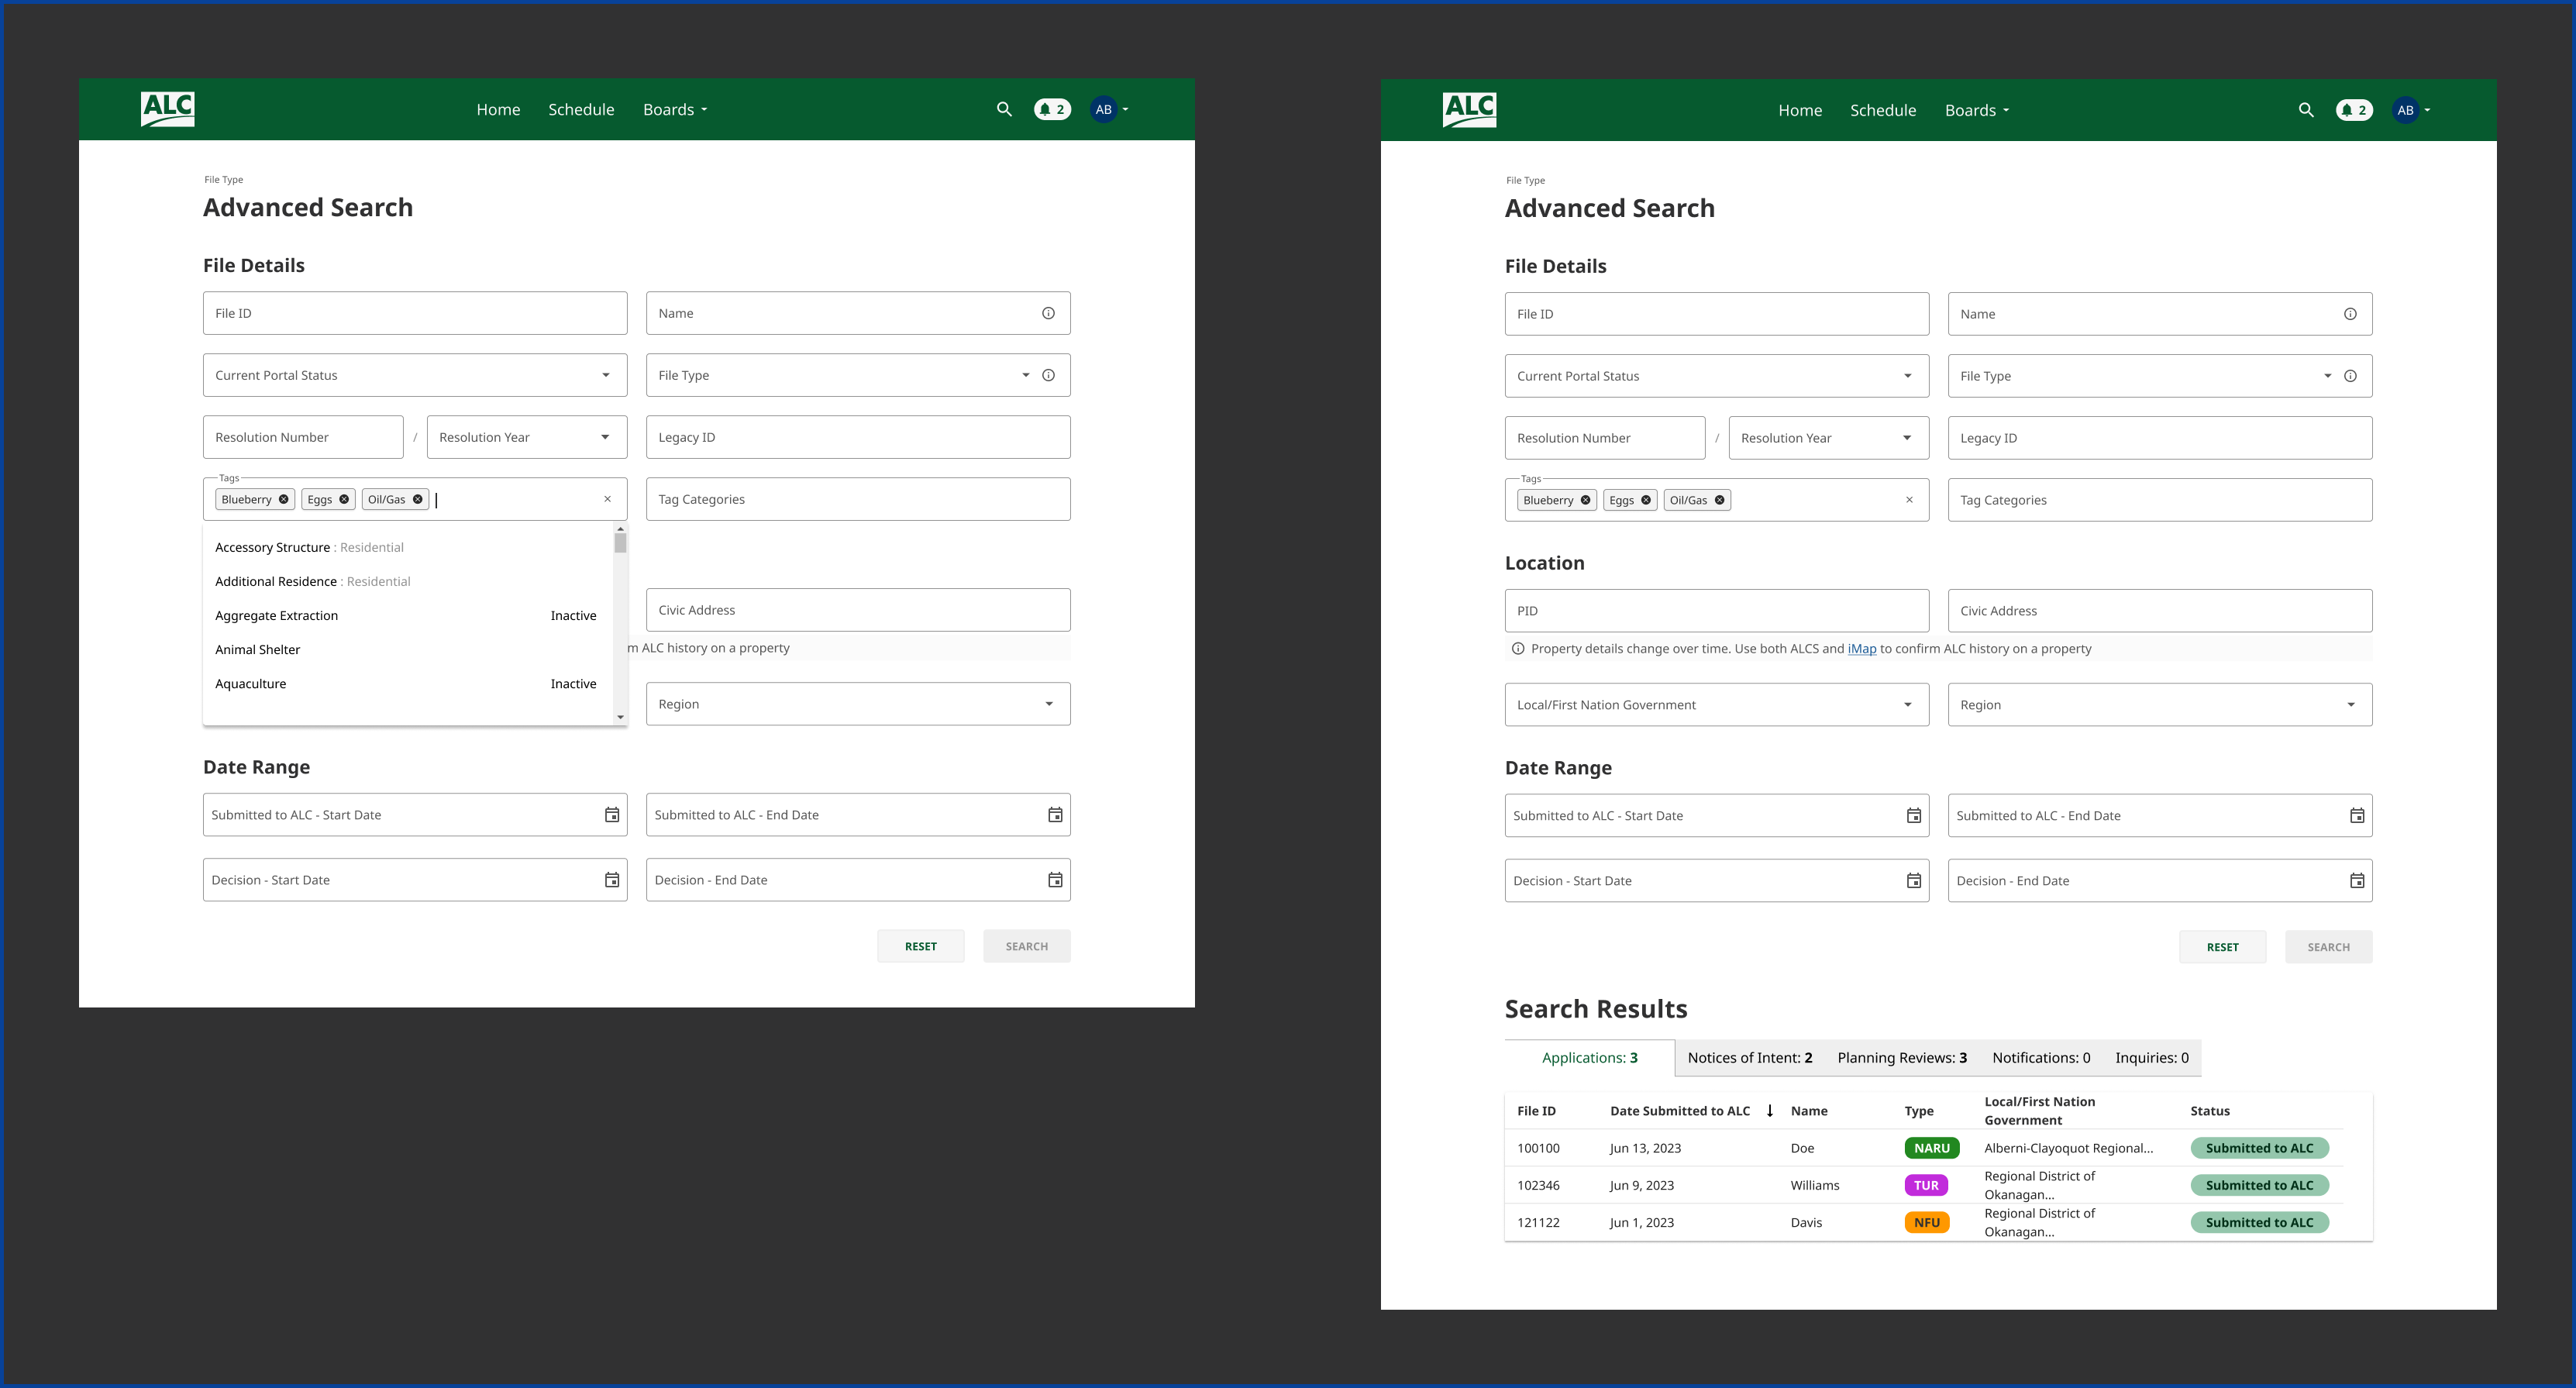 ALC
Home Schedule Boards
2 AB
File Type
Advanced Search
File Details
File ID Name
Current Portal Status File Type
Resolution Number / Resolution Year Legacy ID
Tags
Blueberry Eggs Oil/Gas Tag Categories
Accessory Structure : Residential
Additional Residence : Residential
Aggregate Extraction Inactive
Animal Shelter
Aquaculture Inactive
Civic Address
m ALC history on a property
Region
Date Range
Submitted to ALC - Start Date Submitted to ALC - End Date
Decision - Start Date Decision - End Date
RESET SEARCH
ALC
Home Schedule Boards
2 AB
File Type
Advanced Search
File Details
File ID Name
Current Portal Status File Type
Resolution Number / Resolution Year Legacy ID
Tags
Blueberry Eggs Oil/Gas Tag Categories
Location
PID Civic Address
Property details change over time. Use both ALCS and iMap to confirm ALC history on a property
Local/First Nation Government Region
Date Range
Submitted to ALC - Start Date Submitted to ALC - End Date
Decision - Start Date Decision - End Date
RESET SEARCH
Search Results
Applications: 3 Notices of Intent: 2 Planning Reviews: 3 Notifications: 0 Inquiries: 0
File ID Date Submitted to ALC Name Type Local/First Nation Government Status
100100 Jun 13, 2023 Doe NARU Alberni-Clayoquot Regional... Submitted to ALC
102346 Jun 9, 2023 Williams TUR Regional District of Okanagan... Submitted to ALC
121122 Jun 1, 2023 Davis NFU Regional District of Okanagan... Submitted to ALC